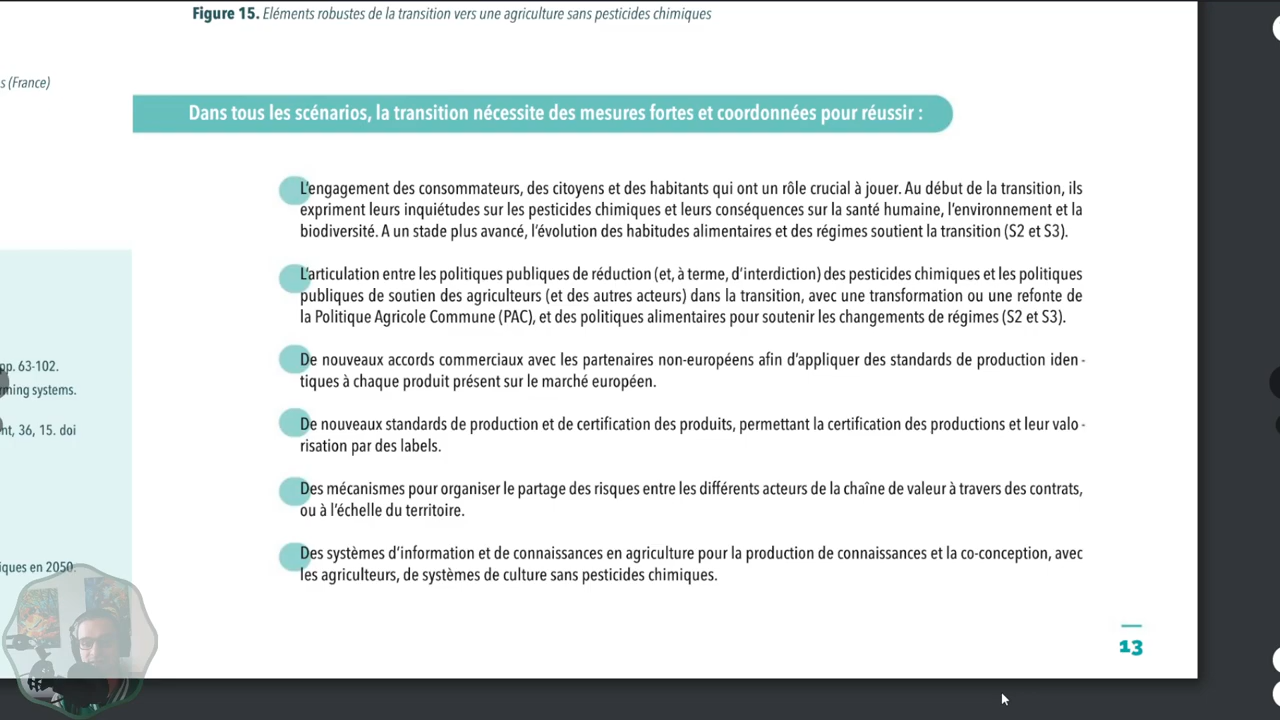 Figure 15. Eléments robustes de la transition vers une agriculture sans pesticides chimiques
s (France)
Dans tous les scénarios, la transition nécessite des mesures fortes et coordonnées pour réussir :
L'engagement des consommateurs, des citoyens et des habitants qui ont un rôle crucial à jouer. Au début de la transition, ils
expriment leurs inquiétudes sur les pesticides chimiques et leurs conséquences sur la santé humaine, l'environnement et la
biodiversité. A un stade plus avancé, l'évolution des habitudes alimentaires et des régimes soutient la transition (S2 et S3).
L'articulation entre les politiques publiques de réduction (et, à terme, d'interdiction) des pesticides chimiques et les politiques
publiques de soutien des agriculteurs (et des autres acteurs) dans la transition, avec une transformation ou une refonte de
la Politique Agricole Commune (PAC), et des politiques alimentaires pour soutenir les changements de régimes (S2 et S3).
De nouveaux accords commerciaux avec les partenaires non-européens afin d'appliquer des standards de production iden-
tiques à chaque produit présent sur le marché européen.
De nouveaux standards de production et de certification des produits, permettant la certification des productions et leur valo-
risation par des labels.
Des mécanismes pour organiser le partage des risques entre les différents acteurs de la chaîne de valeur à travers des contrats,
ou à l'échelle du territoire.
Des systèmes d'information et de connaissances en agriculture pour la production de connaissances et la co-conception, avec
les agriculteurs, de systèmes de culture sans pesticides chimiques.
pp. 63-102.
rming systems.
nt, 36, 15. doi
iques en 2050.
13